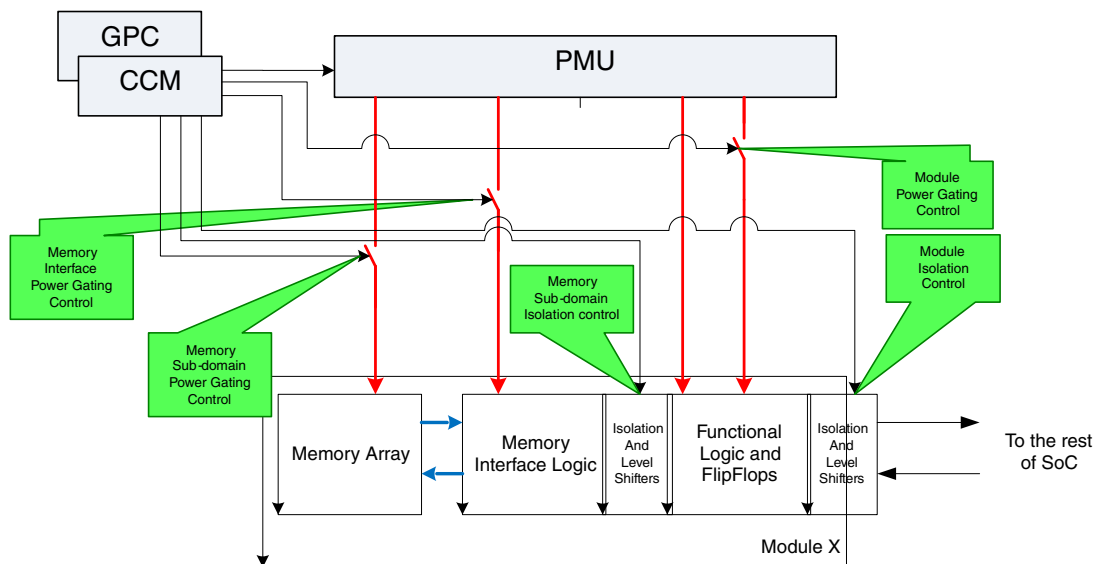 GPC
CCM
PMU
Module
Power Gating
Control
Memory
Interface
Power Gating
Control
Module
Isolation
Control
Memory
Sub-domain
Isolation control
Memory
Sub-domain
Power Gating
Control
Memory Array
Memory
Interface Logic
Isolation
And
Level
Shifters
Functional
Logic and
FlipFlops
Isolation
And Level
Shifters
To the rest
of SoC
Module X